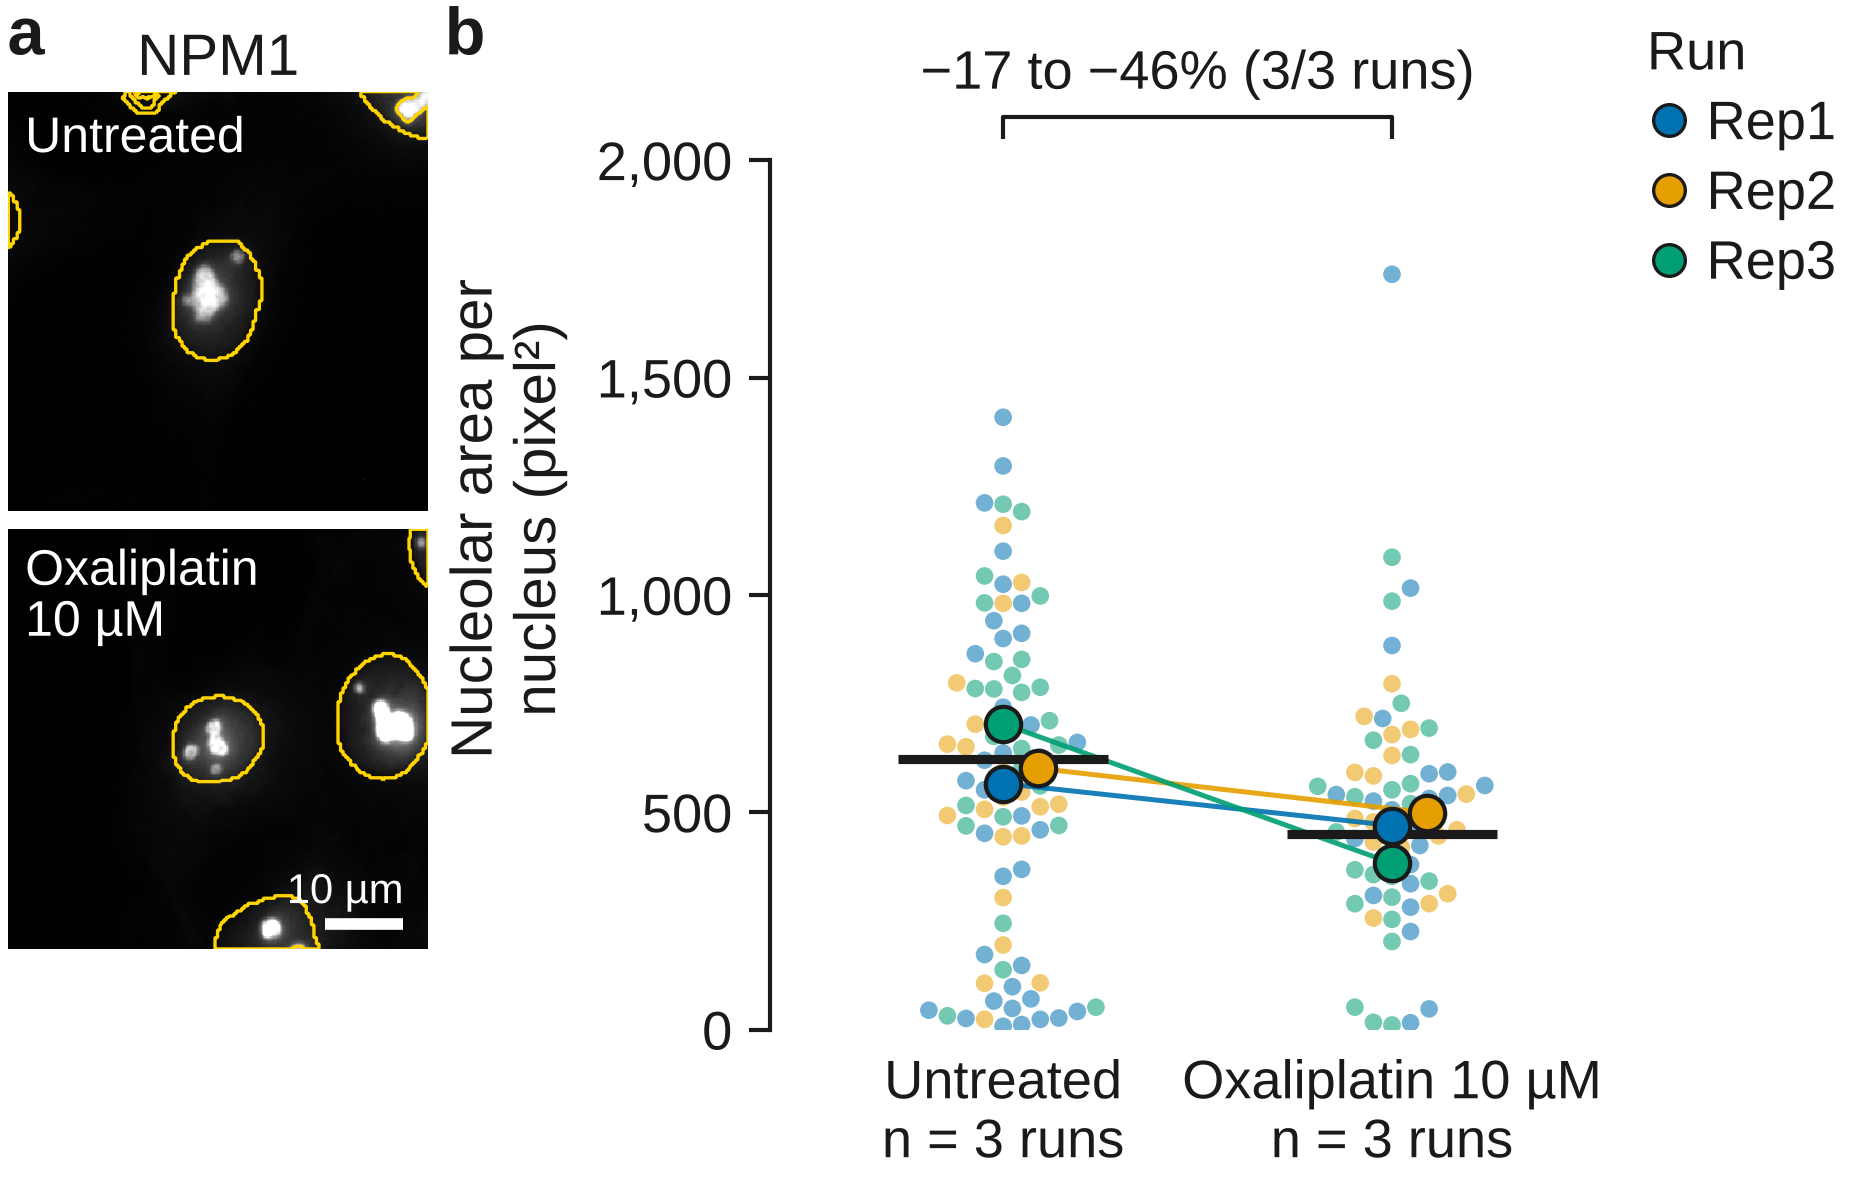 a
NPM1
Untreated
Oxaliplatin
10 µM
10 µm
b
−17 to −46% (3/3 runs)
Nucleolar area per
nucleus (pixel²)
2,000
1,500
1,000
500
0
Untreated
n = 3 runs
Oxaliplatin 10 µM
n = 3 runs
Run
Rep1
Rep2
Rep3